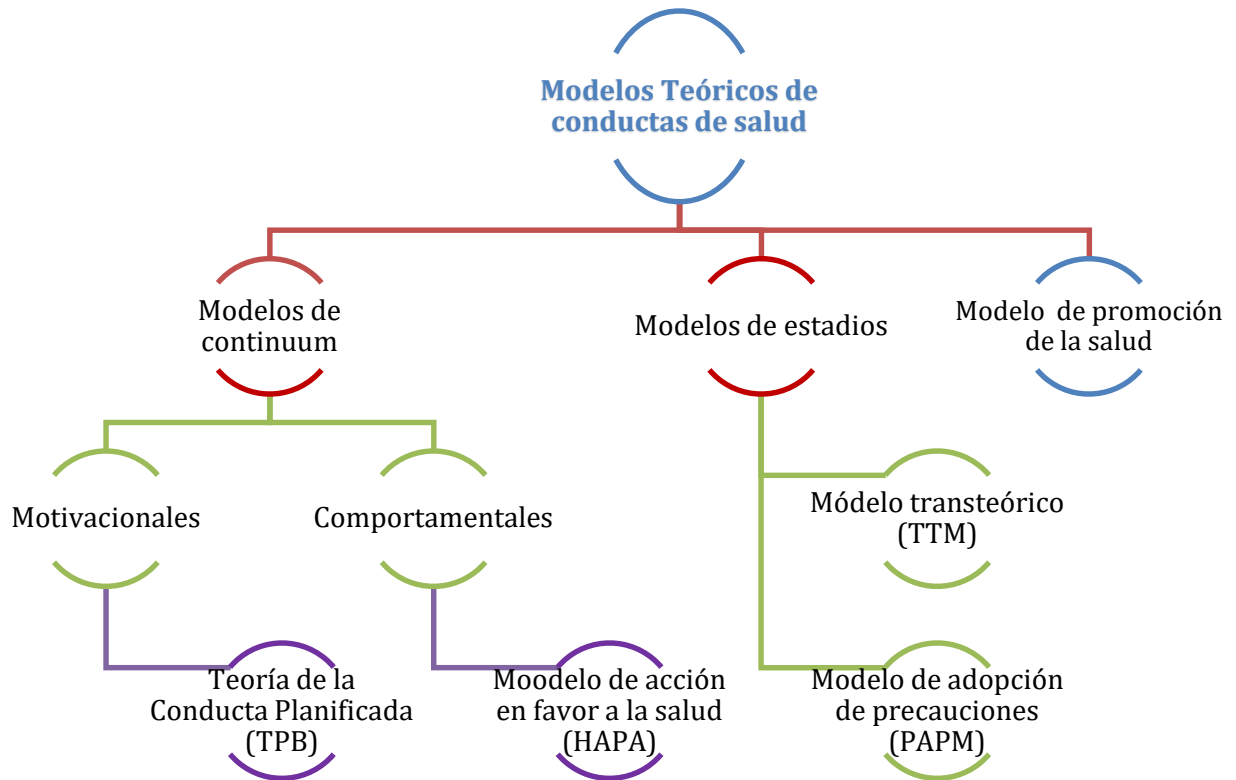 Modelos Teóricos de
conductas de salud
Modelos de
continuum
Modelos de estadios
Modelo de promoción
de la salud
Motivacionales
Comportamentales
Módelo transteórico
(TTM)
Teoría de la
Conducta Planificada
(TPB)
Moodelo de acción
en favor a la salud
(HAPA)
Modelo de adopción
de precauciones
(PAPM)